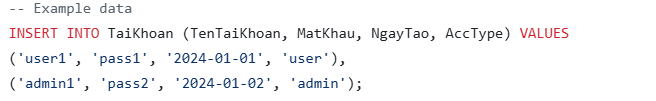 -- Example data
INSERT INTO TaiKhoan (TenTaiKhoan, MatKhau, NgayTao, AccType) VALUES
('user1', 'pass1', '2024-01-01', 'user'),
('admin1', 'pass2', '2024-01-02', 'admin');